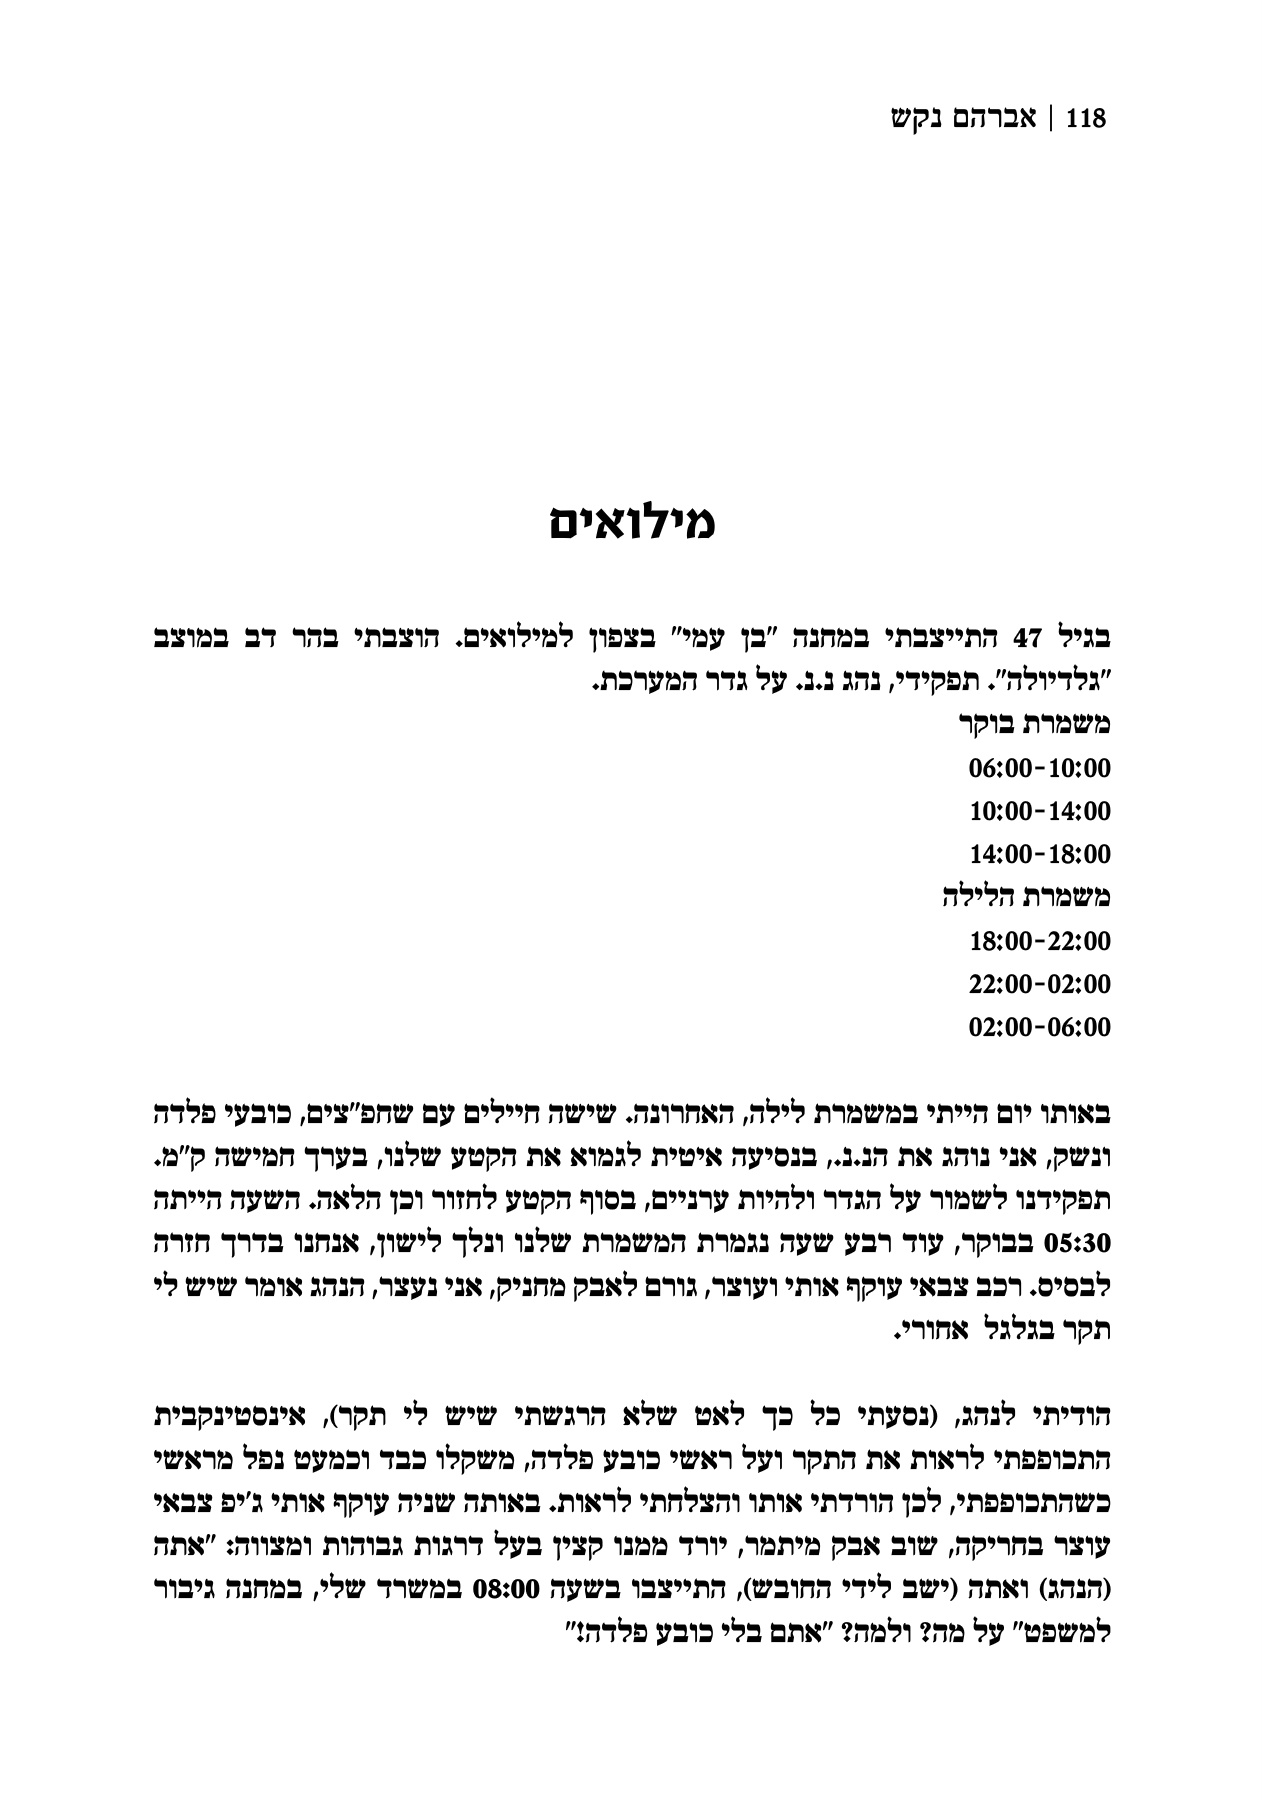 118 | אברהם נקש
מילואים
בגיל 47 התייצבתי במחנה "בן עמי" בצפון למילואים. הוצבתי בהר דב במוצב
"גלדיולה". תפקידי, נהג נ.נ. על גדר המערכת.
משמרת בוקר
06:00-10:00
10:00-14:00
14:00-18:00
משמרת הלילה
18:00-22:00
22:00-02:00
02:00-06:00
באותו יום הייתי במשמרת לילה, האחרונה. שישה חיילים עם שחפ"צים, כובעי פלדה
ונשק, אני נוהג את הנ.נ., בנסיעה איטית לגמוא את הקטע שלנו, בערך חמישה ק"מ.
תפקידנו לשמור על הגדר ולהיות ערניים, בסוף הקטע לחזור וכן הלאה. השעה הייתה
05:30 בבוקר, עוד רבע שעה נגמרת המשמרת שלנו ונלך לישון, אנחנו בדרך חזרה
לבסיס. רכב צבאי עוקף אותי ועוצר, גורם לאבק מחניק, אני נעצר, הנהג אומר שיש לי
תקר בגלגל אחורי.
הודיתי לנהג, (נסעתי כל כך לאט שלא הרגשתי שיש לי תקר), אינסטינקבית
התכופפתי לראות את התקר ועל ראשי כובע פלדה, משקלו כבד וכמעט נפל מראשי
כשהתכופפתי, לכן הורדתי אותו והצלחתי לראות. באותה שניה עוקף אותי ג'יפ צבאי
עוצר בחריקה, שוב אבק מיתמר, יורד ממנו קצין בעל דרגות גבוהות ומצווה: "אתה
(הנהג) ואתה (ישב לידי החובש), התייצבו בשעה 08:00 במשרד שלי, במחנה גיבור
למשפט" על מה? ולמה? "אתם בלי כובע פלדה!"